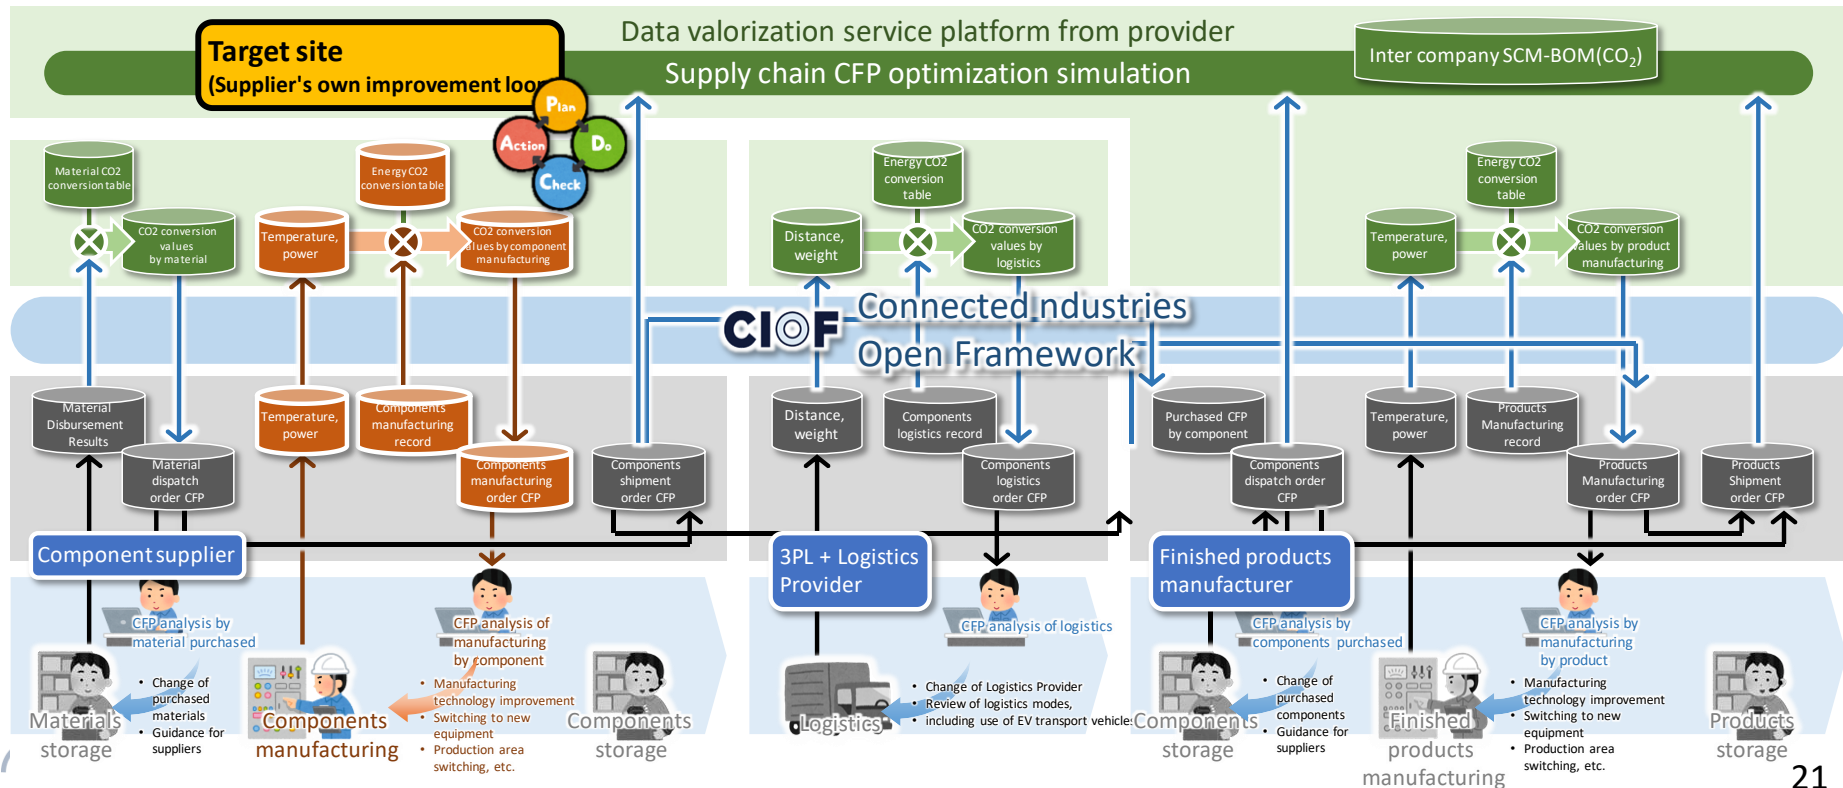 Data valorization service platform from provider
Supply chain CFP optimization simulation
Inter company SCM-BOM(CO2)
Target site
(Supplier's own improvement loo
Plan
Do
Check
Action
Material CO2
conversion table
CO2 conversion
values
by material
Temperature,
power
Energy CO2
conversion table
CO2 conversion
alues by component
manufacturing
Distance,
weight
Energy CO2
conversion
table
CO2 conversion
values by
logistics
Temperature,
power
Energy CO2
conversion
table
CO2 conversion
values by product
manufacturing
CIOF
Connected ndustries
Open Framework
Material
Disbursement
Results
Material
dispatch
order CFP
Temperature,
power
Components
manufacturing
record
Components
manufacturing
order CFP
Components
shipment
order CFP
Distance,
weight
Components
logistics record
Components
logistics
order CFP
Purchased CFP
by component
Components
dispatch order
CFP
Temperature,
power
Products
Manufacturing
record
Products
Manufacturing
order CFP
Products
Shipment
order CFP
Component supplier
3PL + Logistics
Provider
Finished products
manufacturer
CFP analysis by
material purchased
• Change of
purchased
materials
• Guidance for
suppliers
Materials
storage
Components
manufacturing
CFP analysis of
manufacturing
by component
• Manufacturing
technology improvement
• Switching to new
equipment
• Production area
switching, etc.
Components
storage
Logistics
CFP analysis of logistics
• Change of Logistics Provider
• Review of logistics modes,
• including use of EV transport vehicles
Components
storage
CFP analysis by
components purchased
• Change of
purchased
components
• Guidance for
suppliers
Finished
products
manufacturing
CFP analysis by
manufacturing
by product
• Manufacturing
technology improvement
• Switching to new
equipment
• Production area
switching, etc.
Products
storage
21